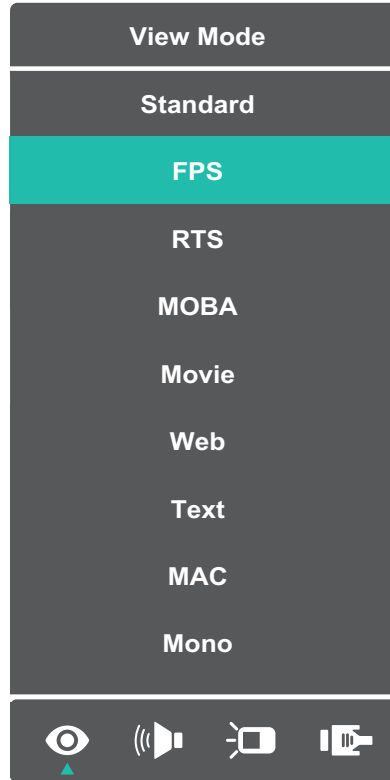 View Mode
Standard
FPS
RTS
MOBA
Movie
Web
Text
MAC
Mono